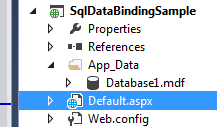 SqlDataBindingSample
Properties
References
App_Data
Database1.mdf
Default.aspx
Web.config